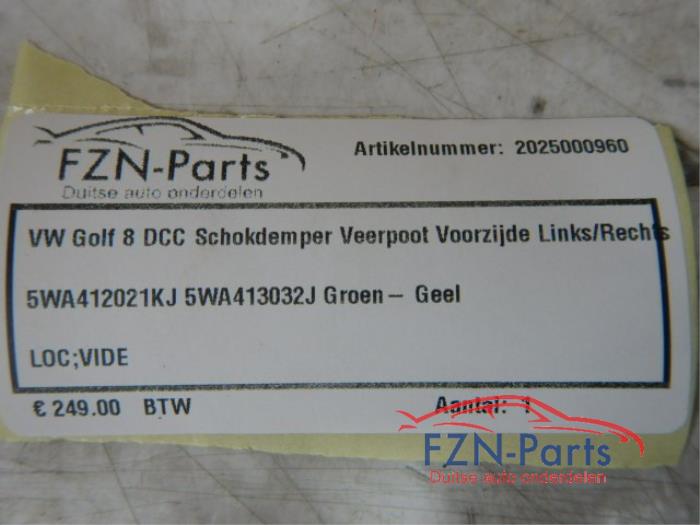 FZN-Parts
Duitse auto onderdelen
Artikelnummer: 2025000960
VW Golf 8 DCC Schokdemper Veerpoot Voorzijde Links/Rechts
5WA412021KJ 5WA413032J Groen – Geel
LOC;VIDE
€ 249.00 BTW
Aantal: 1
FZN-Parts
Duitse auto onderdelen